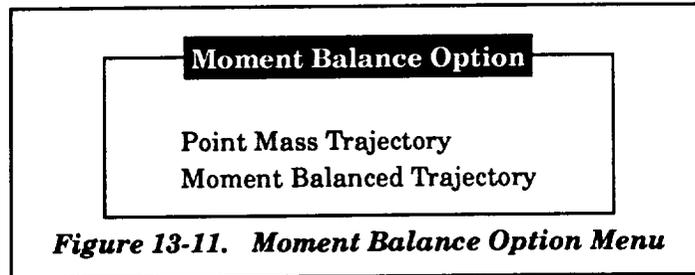 Moment Balance Option
Point Mass Trajectory
Moment Balanced Trajectory
Figure 13-11. Moment Balance Option Menu